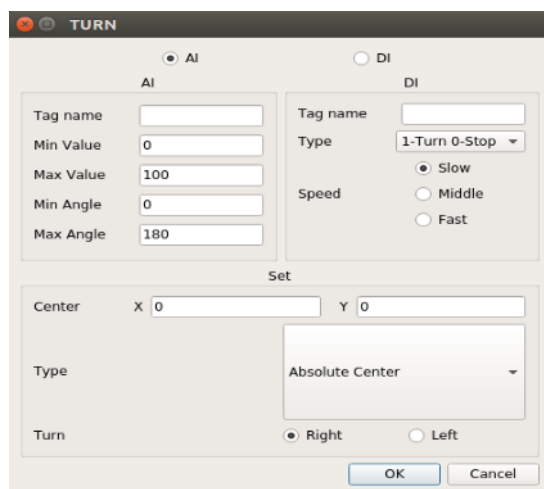 TURN
AI DI
AI DI
Tag name Tag name
Min Value 0 Type 1-Turn 0-Stop
Max Value 100 Slow
Min Angle 0 Speed Middle
Max Angle 180 Fast
Set
Center X 0 Y 0
Type Absolute Center
Turn Right Left
OK Cancel